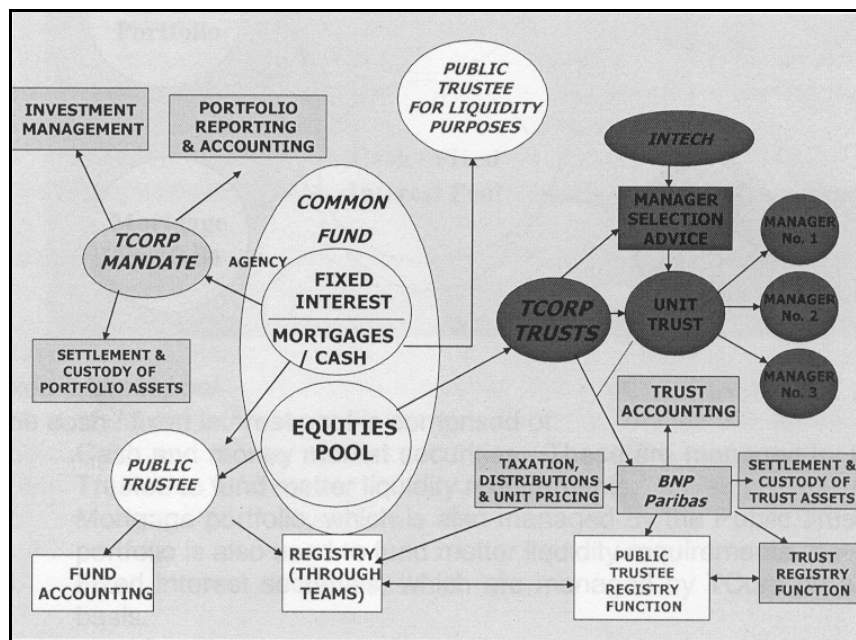 Portfolio
INVESTMENT
MANAGEMENT
PORTFOLIO
REPORTING
& ACCOUNTING
PUBLIC
TRUSTEE
FOR LIQUIDITY
PURPOSES
INTECH
MANAGER
SELECTION
ADVICE
MANAGER
No. 1
COMMON
FUND
TCORP
MANDATE
AGENCY
FIXED
INTEREST
MORTGAGES
/ CASH
TCORP
TRUSTS
UNIT
TRUST
MANAGER
No. 2
SETTLEMENT &
CUSTODY OF
PORTFOLIO ASSETS
MANAGER
No. 3
TRUST
ACCOUNTING
EQUITIES
POOL
PUBLIC
TRUSTEE
TAXATION,
DISTRIBUTIONS
& UNIT PRICING
BNP
Paribas
SETTLEMENT &
CUSTODY OF
TRUST ASSETS
FUND
ACCOUNTING
REGISTRY
(THROUGH
TEAMS)
PUBLIC
TRUSTEE
REGISTRY
FUNCTION
TRUST
REGISTRY
FUNCTION